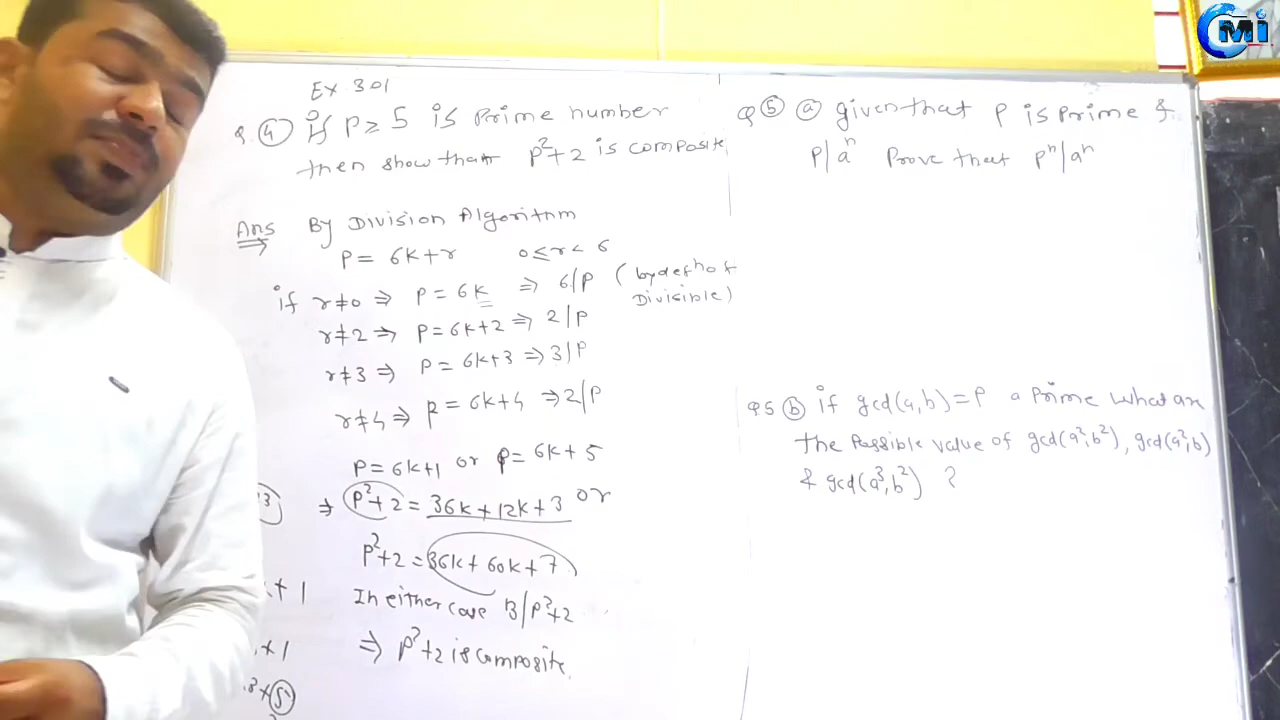 Ex 3.01
Q. ④ if P ≥ 5 is Prime number
then show that P²+2 is composite
Ans By Division Algorithm
⇒ P = 6k+r 0≤r<6
if r≠0 ⇒ P = 6k ⇒ 6/P (by defn of
Divisible)
r≠2 ⇒ P = 6k+2 ⇒ 2|P
r≠3 ⇒ P = 6k+3 ⇒ 3/P
r≠4 ⇒ P = 6k+4 ⇒ 2/P
P = 6k+1 or P = 6k+5
⇒ P²+2 = 36k + 12k + 3 or
P²+2 = 36k + 60k + 7
In either case 3/P²+2
⇒ P²+2 is composite.
Q ⑤ ⓐ given that P is Prime &
P/aⁿ Prove that Pⁿ/aⁿ
Q.5 ⓑ if gcd(a,b) = P a Prime what are
the Possible value of gcd(a²,b²), gcd(a²,b)
& gcd(a³,b²) ?
CMi